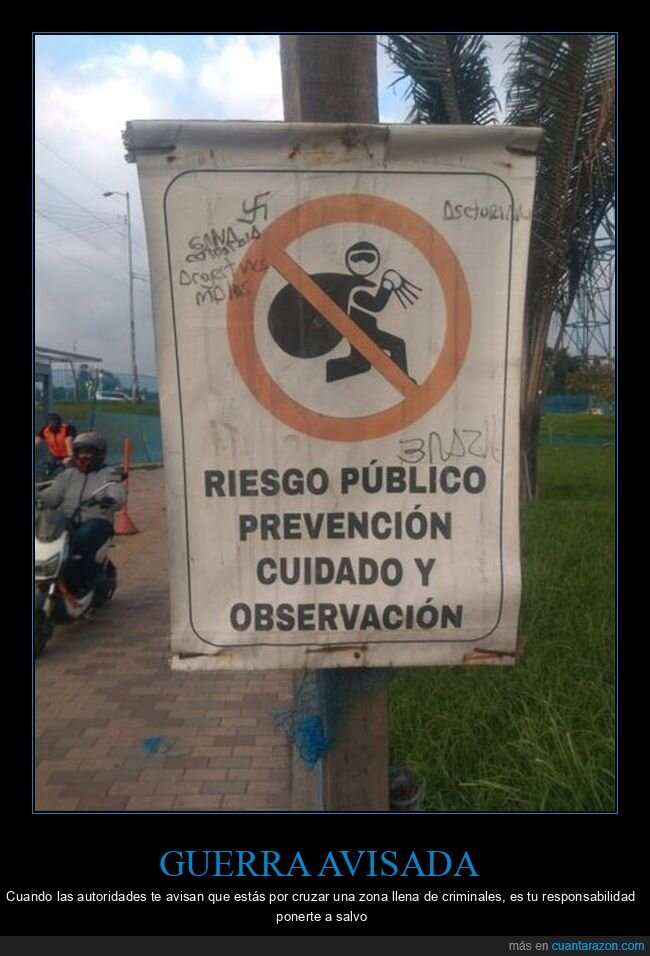 RIESGO PÚBLICO
PREVENCIÓN
CUIDADO Y
OBSERVACIÓN
GUERRA AVISADA
Cuando las autoridades te avisan que estás por cruzar una zona llena de criminales, es tu responsabilidad
ponerte a salvo
más en cuantarazon.com